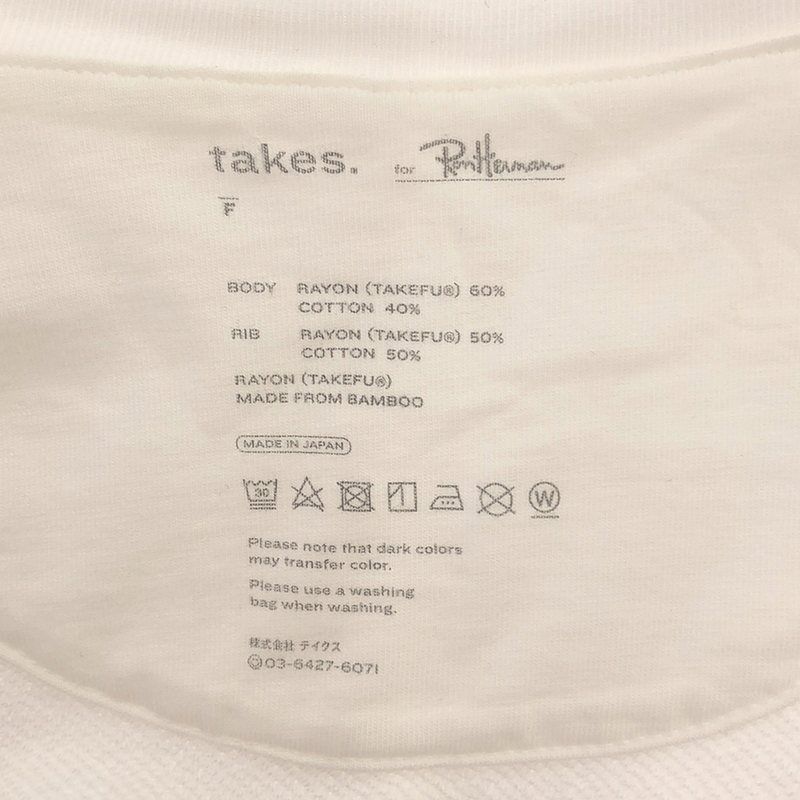 takes. for Ron Herman
F
BODY RAYON (TAKEFU®) 60%
COTTON 40%
RIB RAYON (TAKEFU®) 50%
COTTON 50%
RAYON (TAKEFU®)
MADE FROM BAMBOO
MADE IN JAPAN
30 W
Please note that dark colors
may transfer color.
Please use a washing
bag when washing.
株式会社 テイクス
03-6427-6071